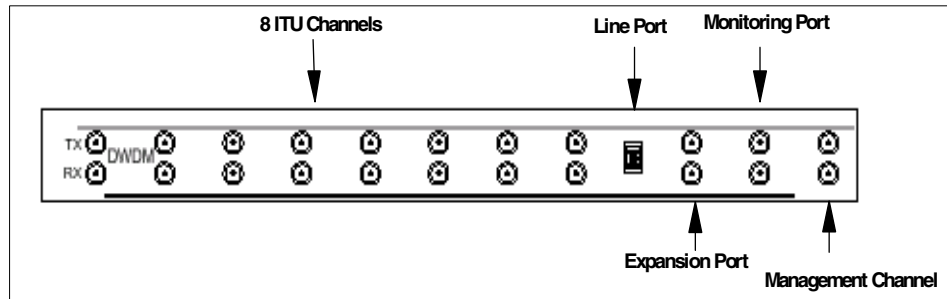 8 ITU Channels
Line Port
Monitoring Port
TX
DWDM
RX
Expansion Port
Management Channel